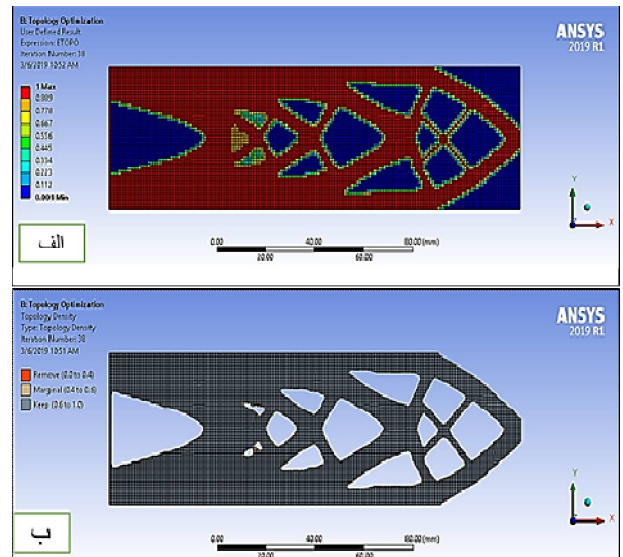 B: Topology Optimization
User Defined Result
Expression: ETOPO
Iteration Number: 38
3/6/2019 10:52 AM
ANSYS
2019 R1
1 Max
0.889
0.778
0.667
0.556
0.445
0.334
0.223
0.112
0.001 Min
الف
0.00
40.00
80.00 (mm)
20.00
60.00
Y
X
B: Topology Optimization
Topology Density
Type: Topology Density
Iteration Number: 38
3/6/2019 10:51 AM
ANSYS
2019 R1
Remove (0.0 to 0.4)
Marginal (0.4 to 0.6)
Keep (0.6 to 1.0)
ب
0.00
40.00
80.00 (mm)
20.00
60.00
Y
X